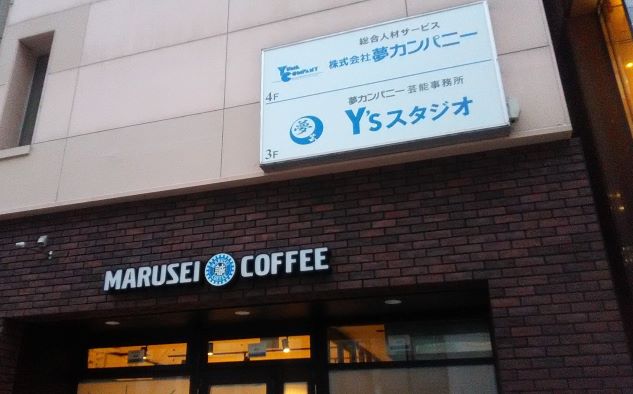 総合人材サービス
株式会社 夢カンパニー
4F
夢カンパニー 芸能事務所
夢
Y'sスタジオ
3F
MARUSEI COFFEE